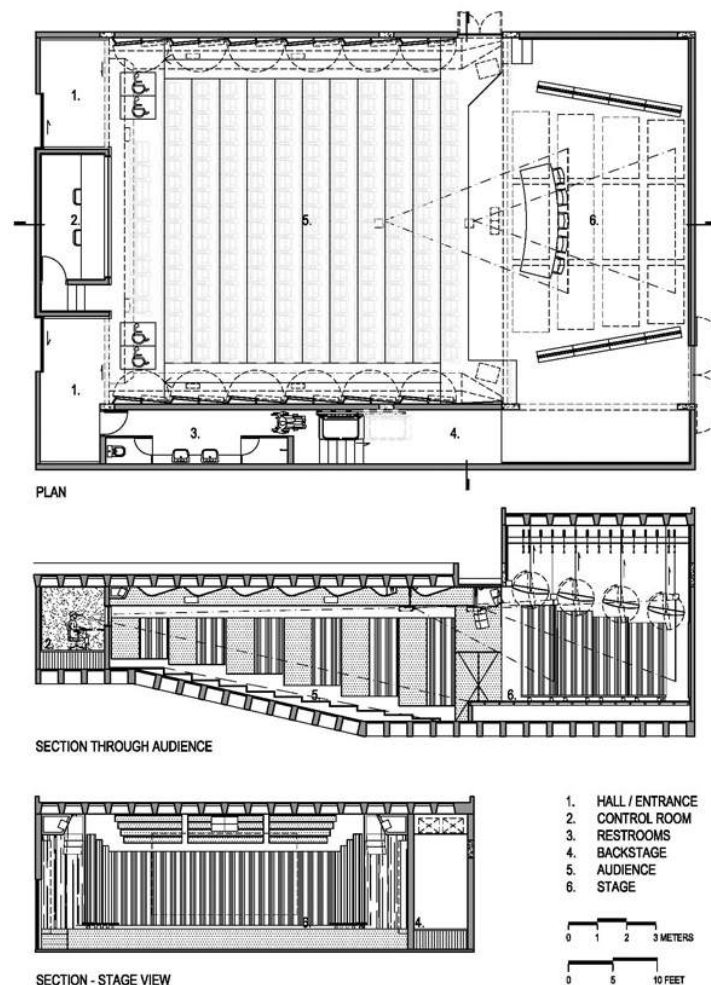 1.
2.
5.
6.
1.
3.
4.
PLAN
2.
5.
6.
SECTION THROUGH AUDIENCE
6.
4.
SECTION - STAGE VIEW
1. HALL / ENTRANCE
2. CONTROL ROOM
3. RESTROOMS
4. BACKSTAGE
5. AUDIENCE
6. STAGE
0 1 2 3 METERS
0 5 10 FEET